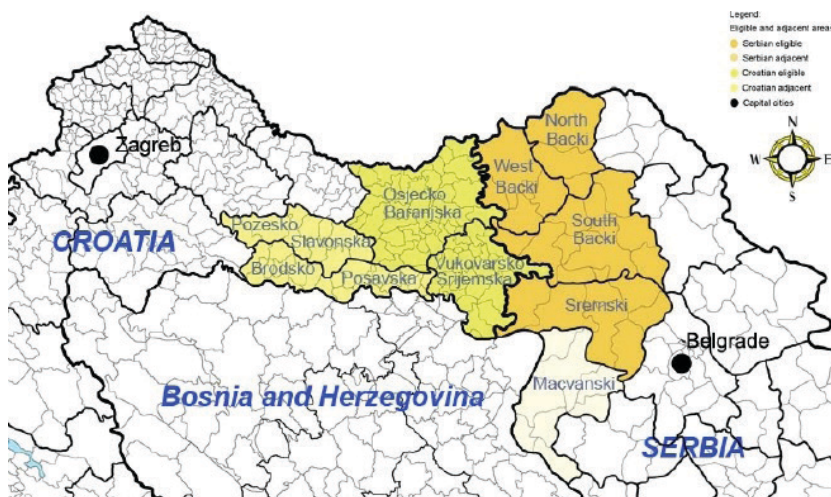 Legend:
Eligible and adjacent areas
Serbian eligible
Serbian adjacent
Croatian eligible
Croatian adjacent
Capital cities
N
W
E
S
Zagreb
CROATIA
North
Backi
West
Backi
Osjecko
Baranjska
South
Backi
Pozesko
Slavonska
Brodsko
Posavska
Vukovarsko
Srijemska
Sremski
Belgrade
Macvanski
Bosnia and Herzegovina
SERBIA